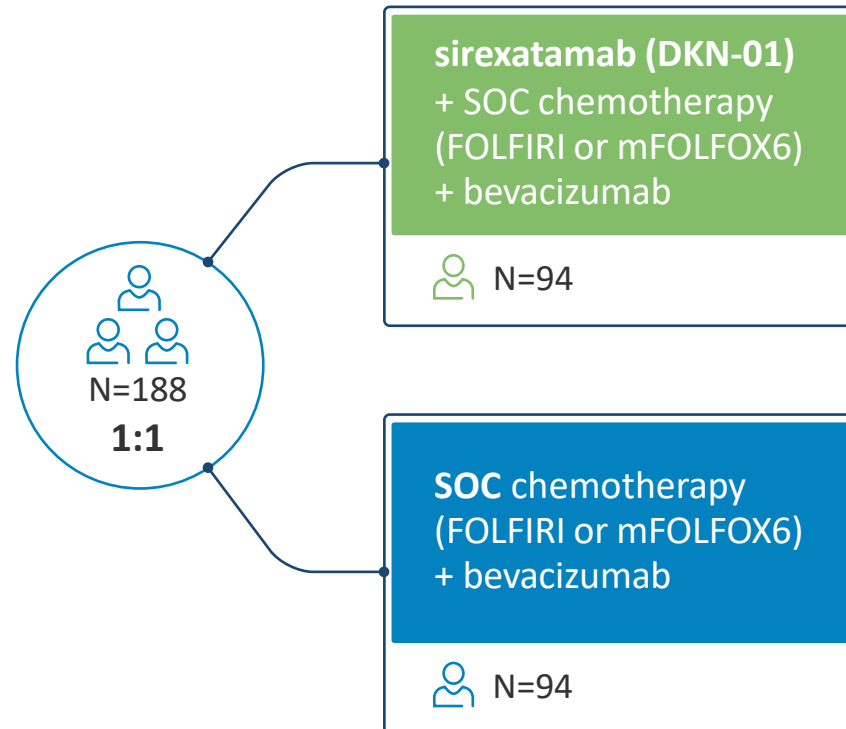 sirexatamab (DKN-01)
+ SOC chemotherapy
(FOLFIRI or mFOLFOX6)
+ bevacizumab
N=94
N=188
1:1
SOC chemotherapy
(FOLFIRI or mFOLFOX6)
+ bevacizumab
N=94